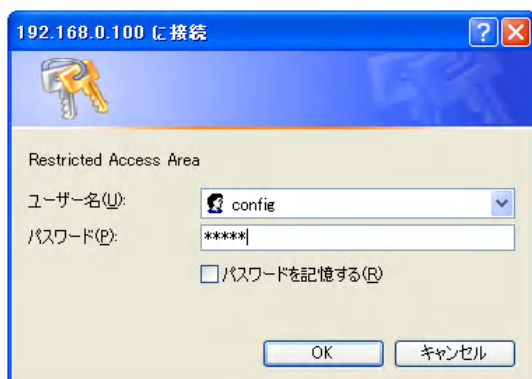 192.168.0.100 に接続
Restricted Access Area
ユーザー名(U):
config
パスワード(P):
*****
パスワードを記憶する(R)
OK
キャンセル